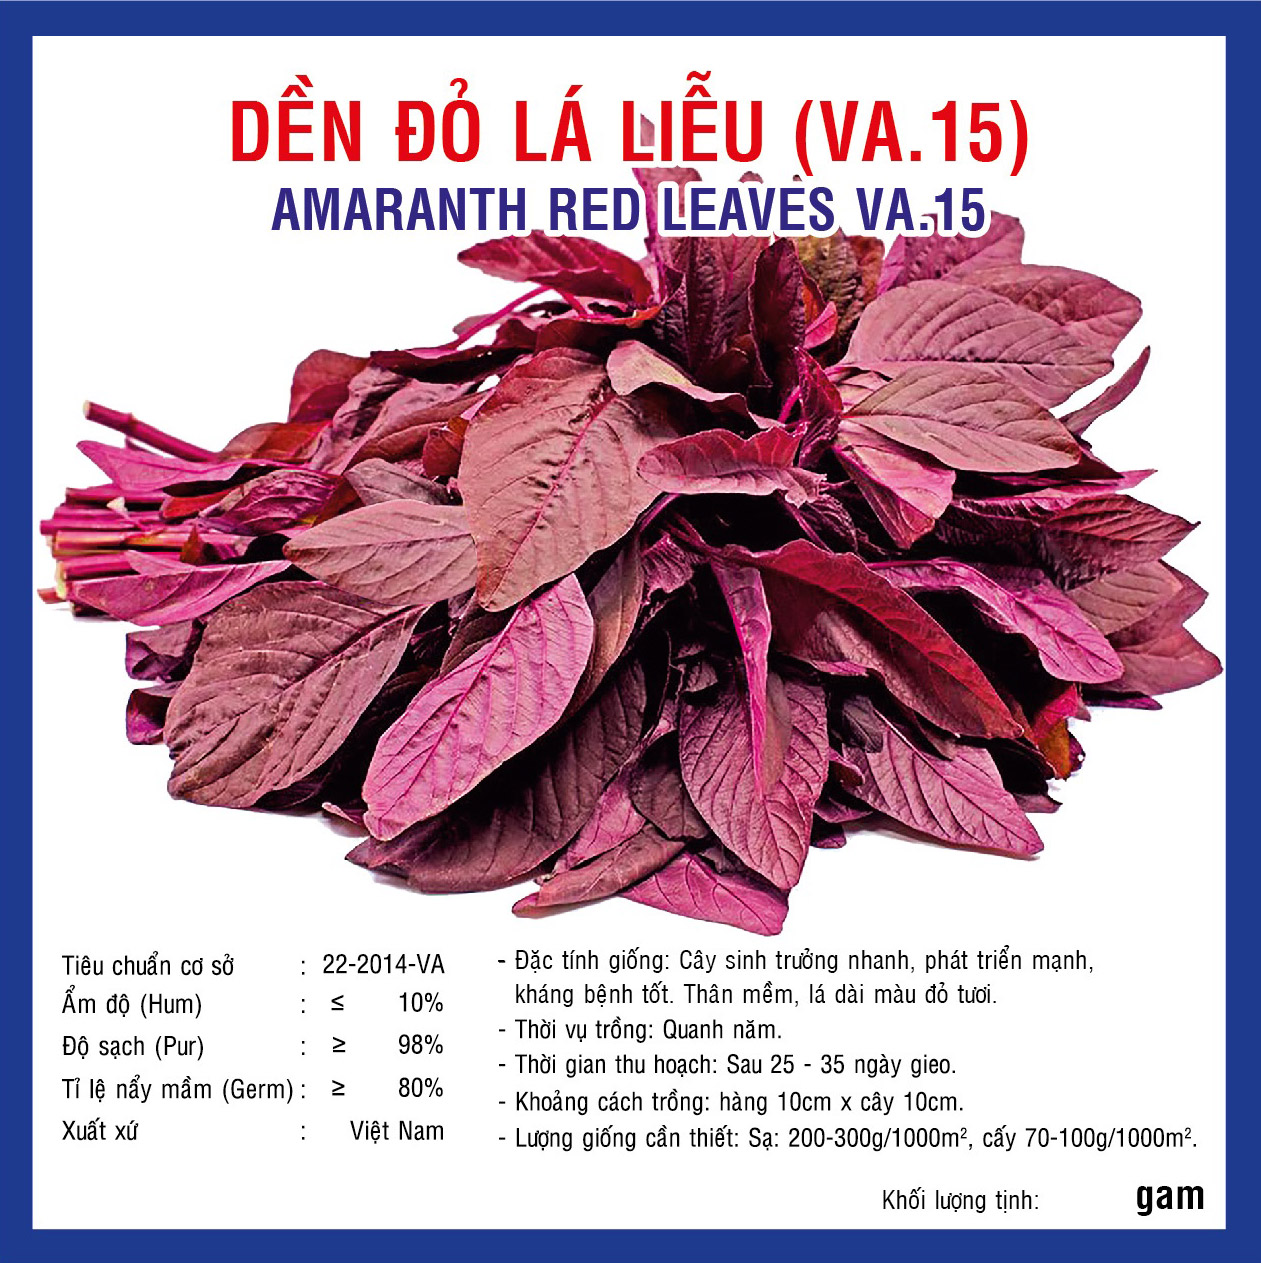 DỀN ĐỎ LÁ LIỄU (VA.15)
AMARANTH RED LEAVES VA.15
Tiêu chuẩn cơ sở : 22-2014-VA
Ẩm độ (Hum) : ≤ 10%
Độ sạch (Pur) : ≥ 98%
Tỉ lệ nẩy mầm (Germ) : ≥ 80%
Xuất xứ : Việt Nam
- Đặc tính giống: Cây sinh trưởng nhanh, phát triển mạnh,
kháng bệnh tốt. Thân mềm, lá dài màu đỏ tươi.
- Thời vụ trồng: Quanh năm.
- Thời gian thu hoạch: Sau 25 - 35 ngày gieo.
- Khoảng cách trồng: hàng 10cm x cây 10cm.
- Lượng giống cần thiết: Sạ: 200-300g/1000m², cấy 70-100g/1000m².
Khối lượng tịnh: gam